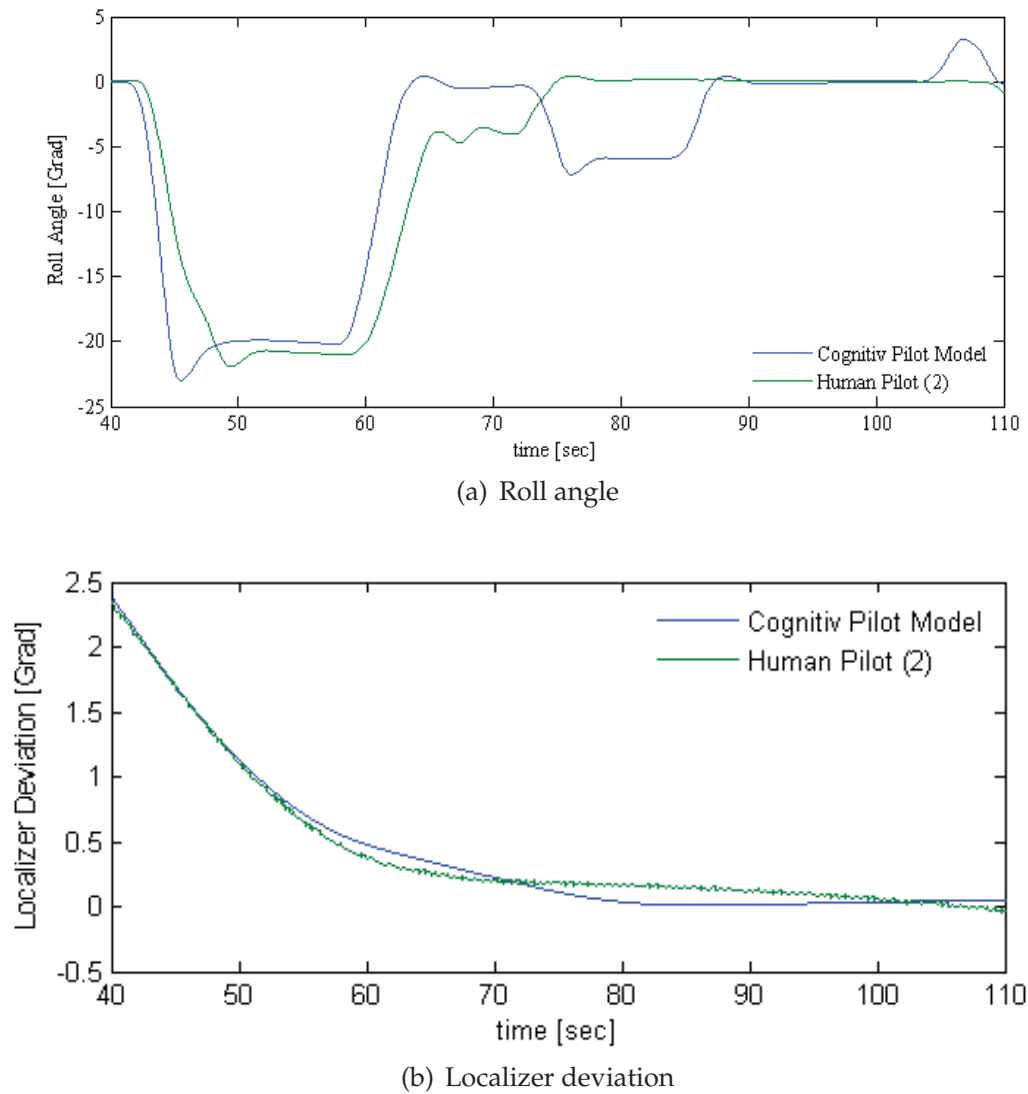 5
0
-5
-10
-15
-20
-25
Roll Angle [Grad]
Cognitiv Pilot Model
Human Pilot (2)
40 50 60 70 80 90 100 110
time [sec]
(a) Roll angle
2.5
2
1.5
1
0.5
0
-0.5
Localizer Deviation [Grad]
Cognitiv Pilot Model
Human Pilot (2)
40 50 60 70 80 90 100 110
time [sec]
(b) Localizer deviation